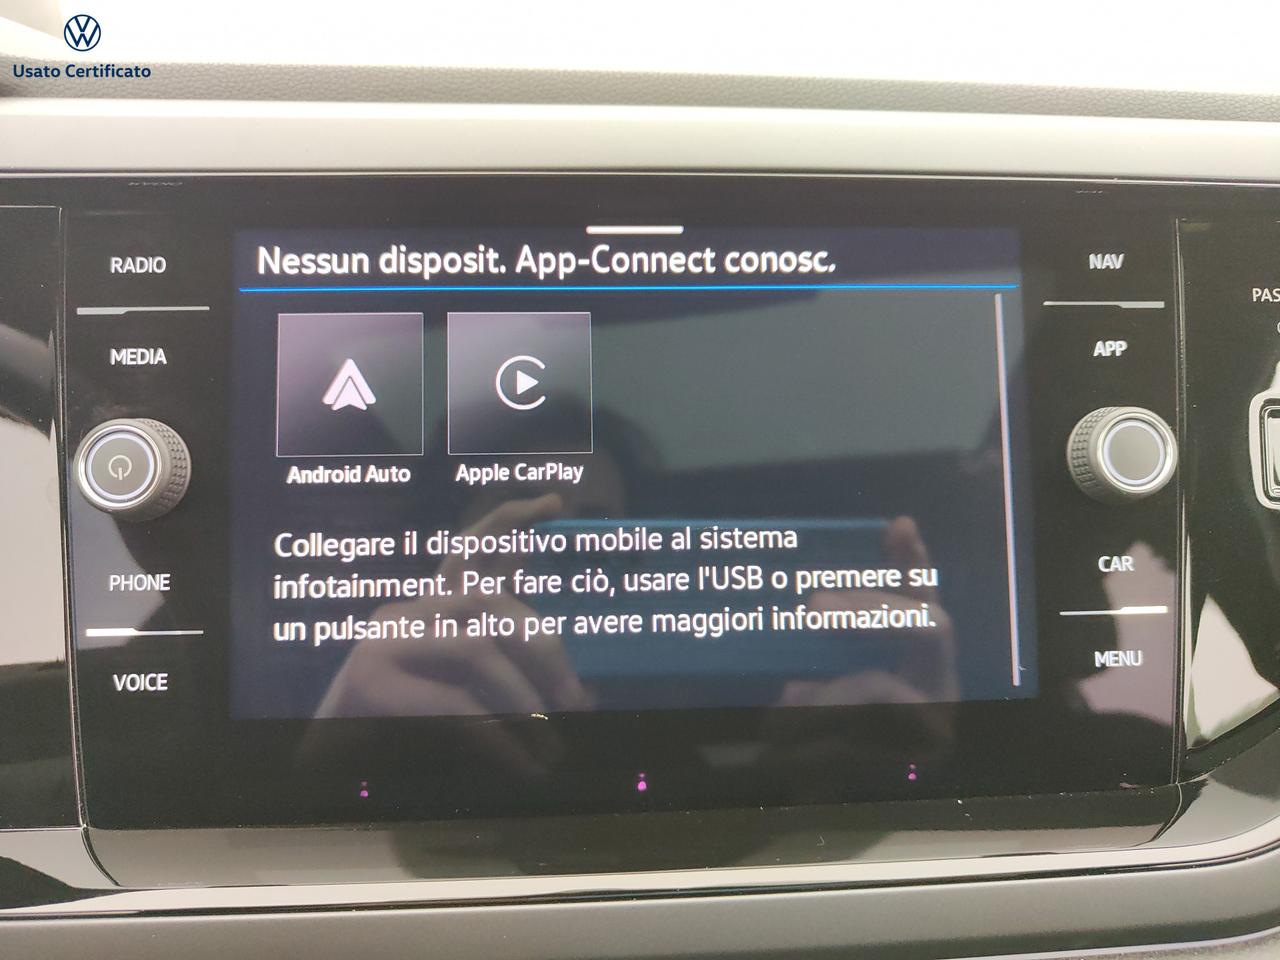 Usato Certificato
RADIO
MEDIA
PHONE
VOICE
Nessun disposit. App-Connect conosc.
Android Auto
Apple CarPlay
Collegare il dispositivo mobile al sistema
infotainment. Per fare ciò, usare l'USB o premere su
un pulsante in alto per avere maggiori informazioni.
NAV
APP
CAR
MENU